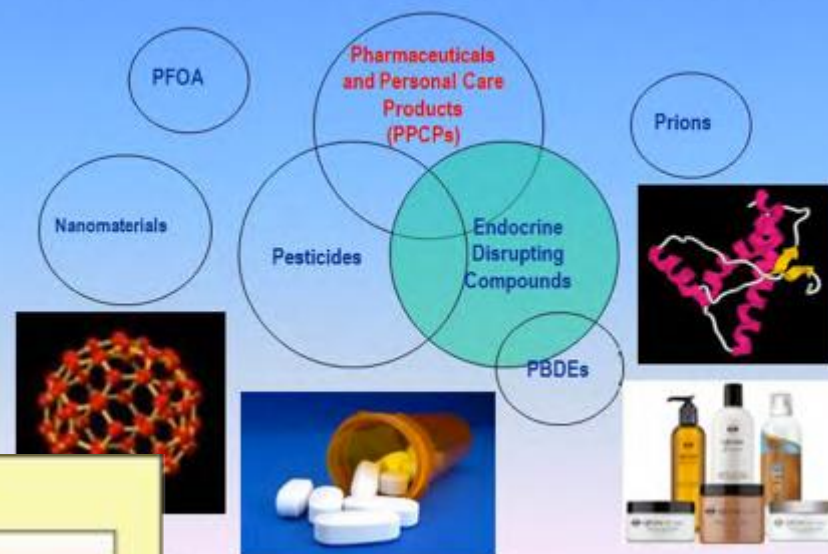 PFOA
Pharmaceuticals
and Personal Care
Products
(PPCPs)
Prions
Nanomaterials
Pesticides
Endocrine
Disrupting
Compounds
PBDEs